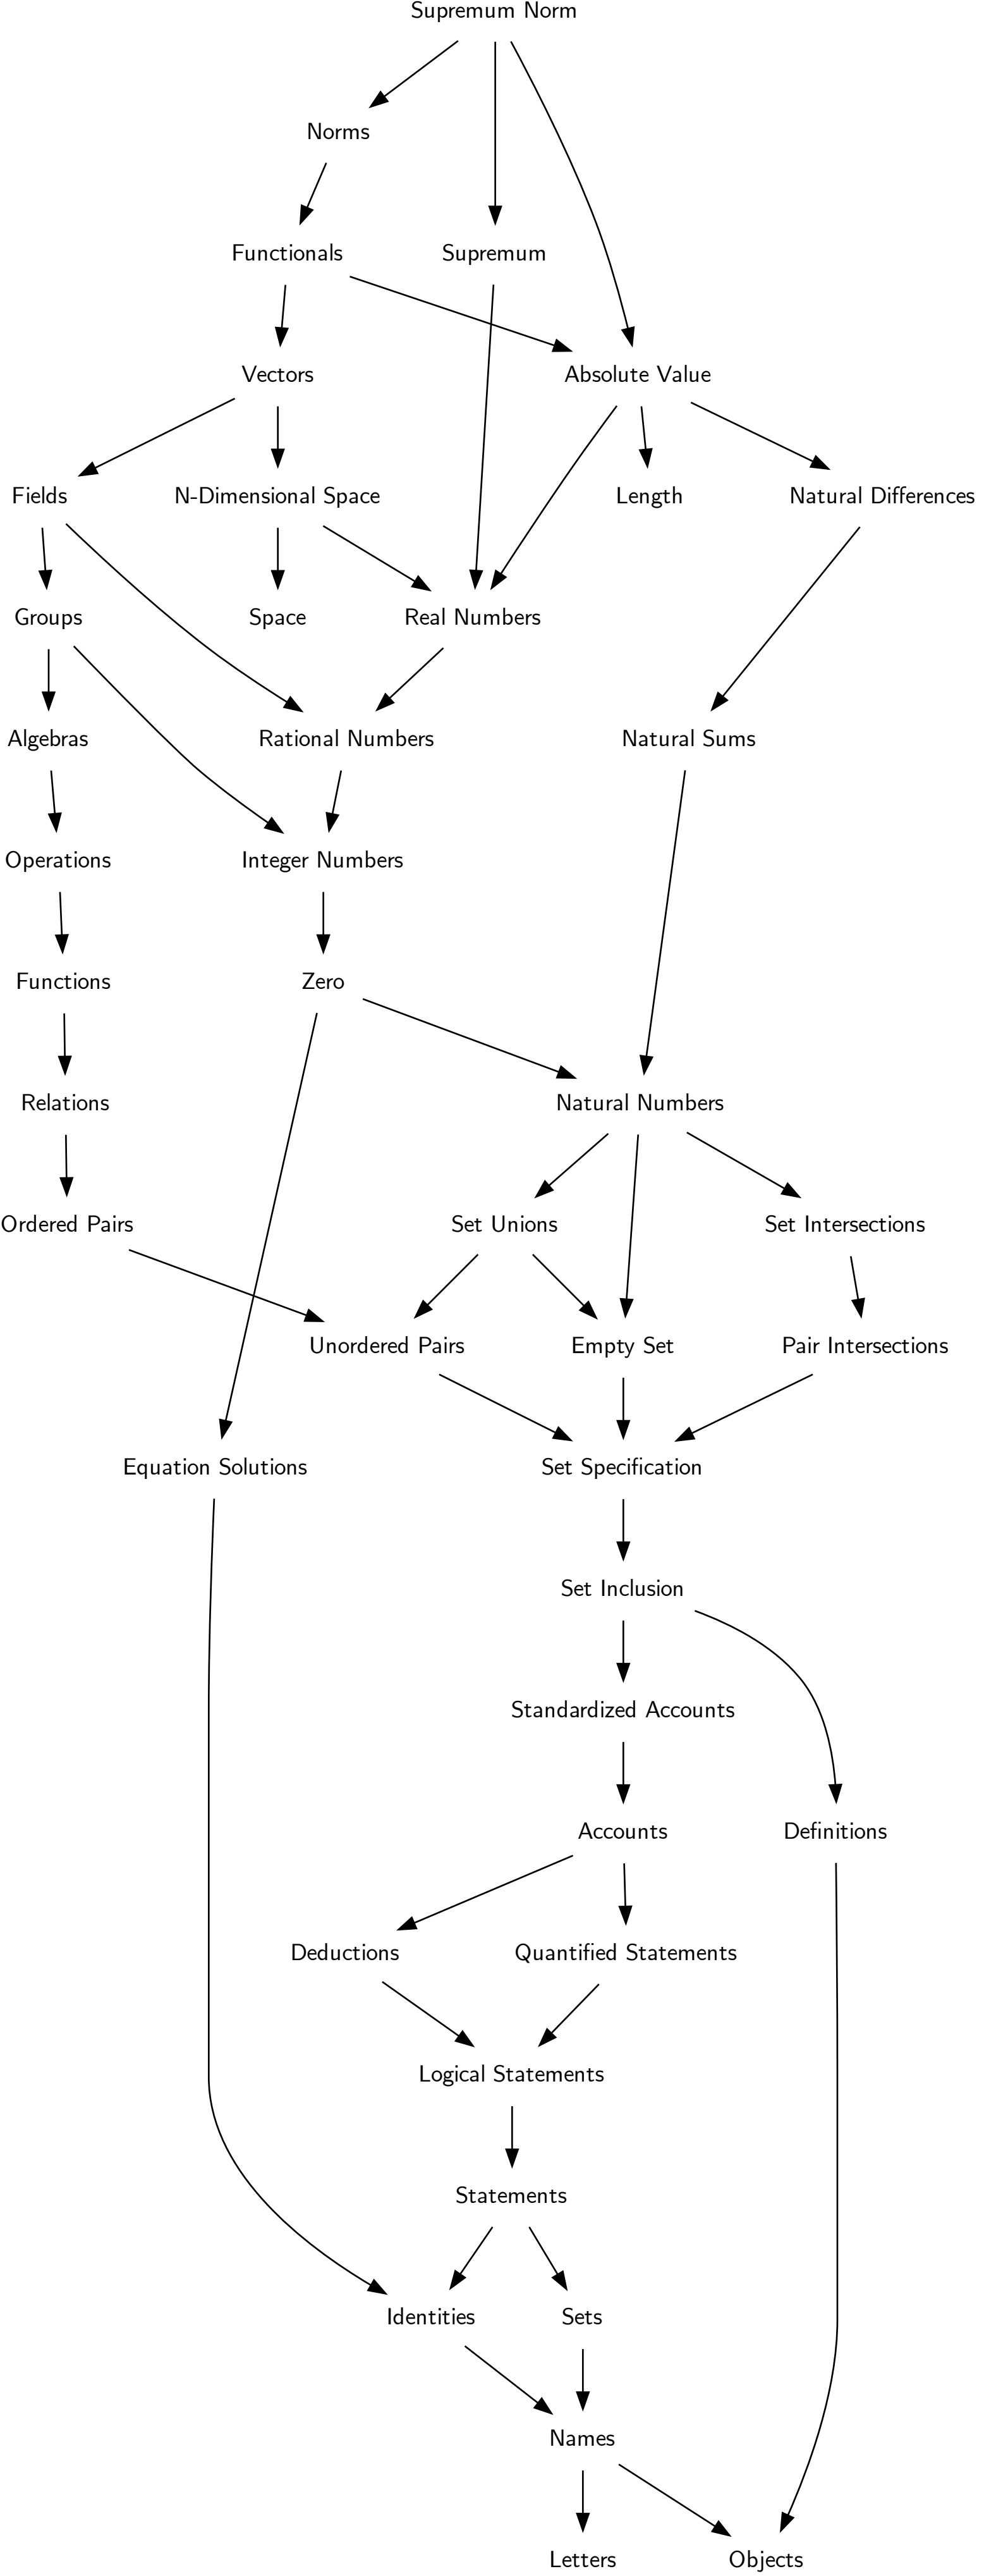 Supremum Norm
Norms
Functionals
Supremum
Vectors
Absolute Value
Fields
N-Dimensional Space
Length
Natural Differences
Groups
Space
Real Numbers
Algebras
Rational Numbers
Natural Sums
Operations
Integer Numbers
Functions
Zero
Relations
Natural Numbers
Ordered Pairs
Set Unions
Set Intersections
Unordered Pairs
Empty Set
Pair Intersections
Equation Solutions
Set Specification
Set Inclusion
Standardized Accounts
Accounts
Definitions
Deductions
Quantified Statements
Logical Statements
Statements
Identities
Sets
Names
Letters
Objects